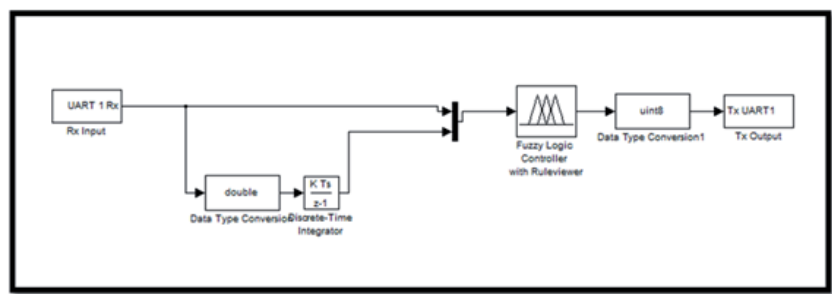 UART 1 Rx
Rx Input
double
Data Type Conversion
K Ts
z-1
Discrete-Time
Integrator
Fuzzy Logic
Controller
with Ruleviewer
uint8
Data Type Conversion1
Tx UART1
Tx Output